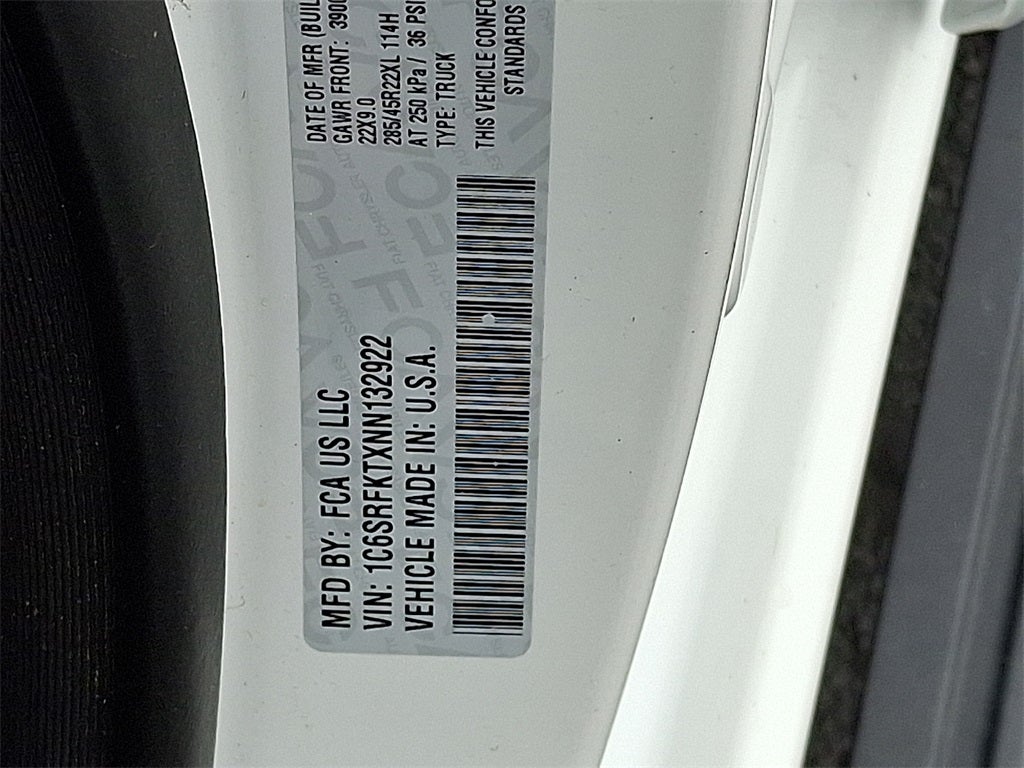 MFD BY: FCA US LLC
VIN: 1C6SRFKTXNN132922
VEHICLE MADE IN: U.S.A.
DATE OF MFR
GAWR FRONT:
22X9.0
285/45R22XL 114H
AT 250 kPa / 36 PSI
TYPE: TRUCK
THIS VEHICLE
STANDARDS